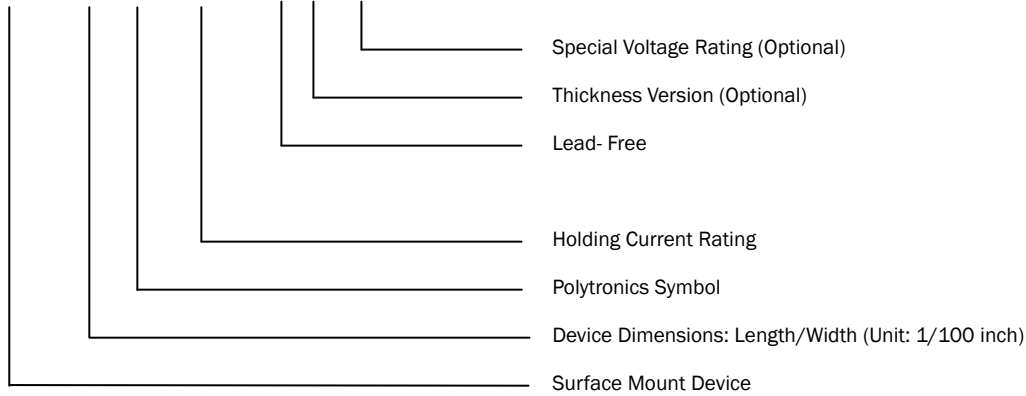 Special Voltage Rating (Optional)
Thickness Version (Optional)
Lead- Free
Holding Current Rating
Polytronics Symbol
Device Dimensions: Length/Width (Unit: 1/100 inch)
Surface Mount Device